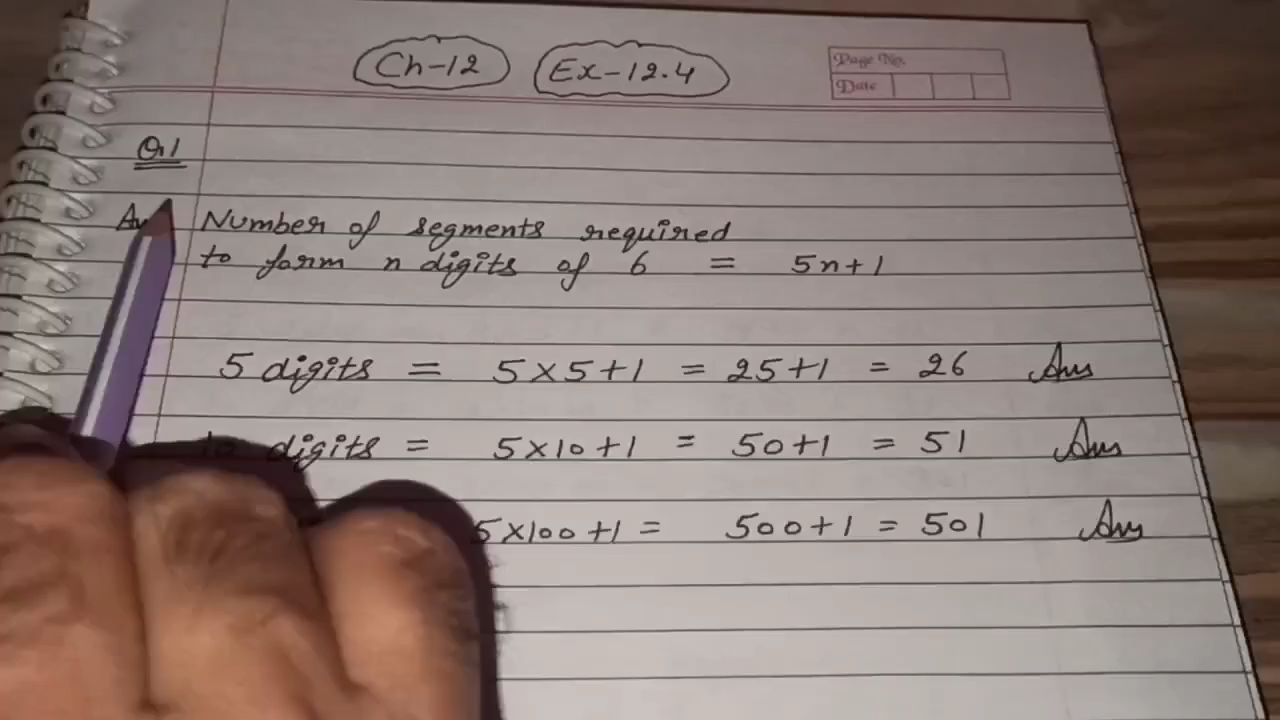 Ch-12 Ex-12.4
Page No.
Date
Q.1
Number of segments required
to form n digits of 6 = 5n+1
5 digits = 5×5+1 = 25+1 = 26 Ans
10 digits = 5×10+1 = 50+1 = 51 Ans
5×100+1 = 500+1 = 501 Ans